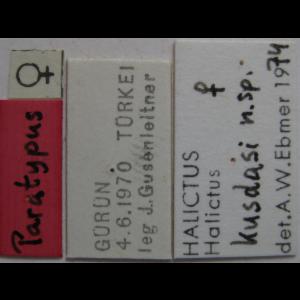 ♀
Paratypus
GÜRÜN,
4.6.1970 TÜRKEI
leg J. Gusenleitner
HALICTUS
Halictus ♀
kusdasi n.sp.
det. A.W. Ebmer 1974